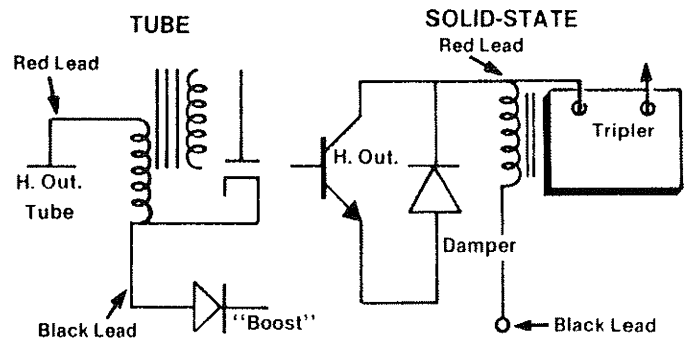 TUBE
SOLID-STATE
Red Lead
Red Lead
Tripler
H. Out.
H. Out.
Tube
Damper
"Boost"
Black Lead
Black Lead